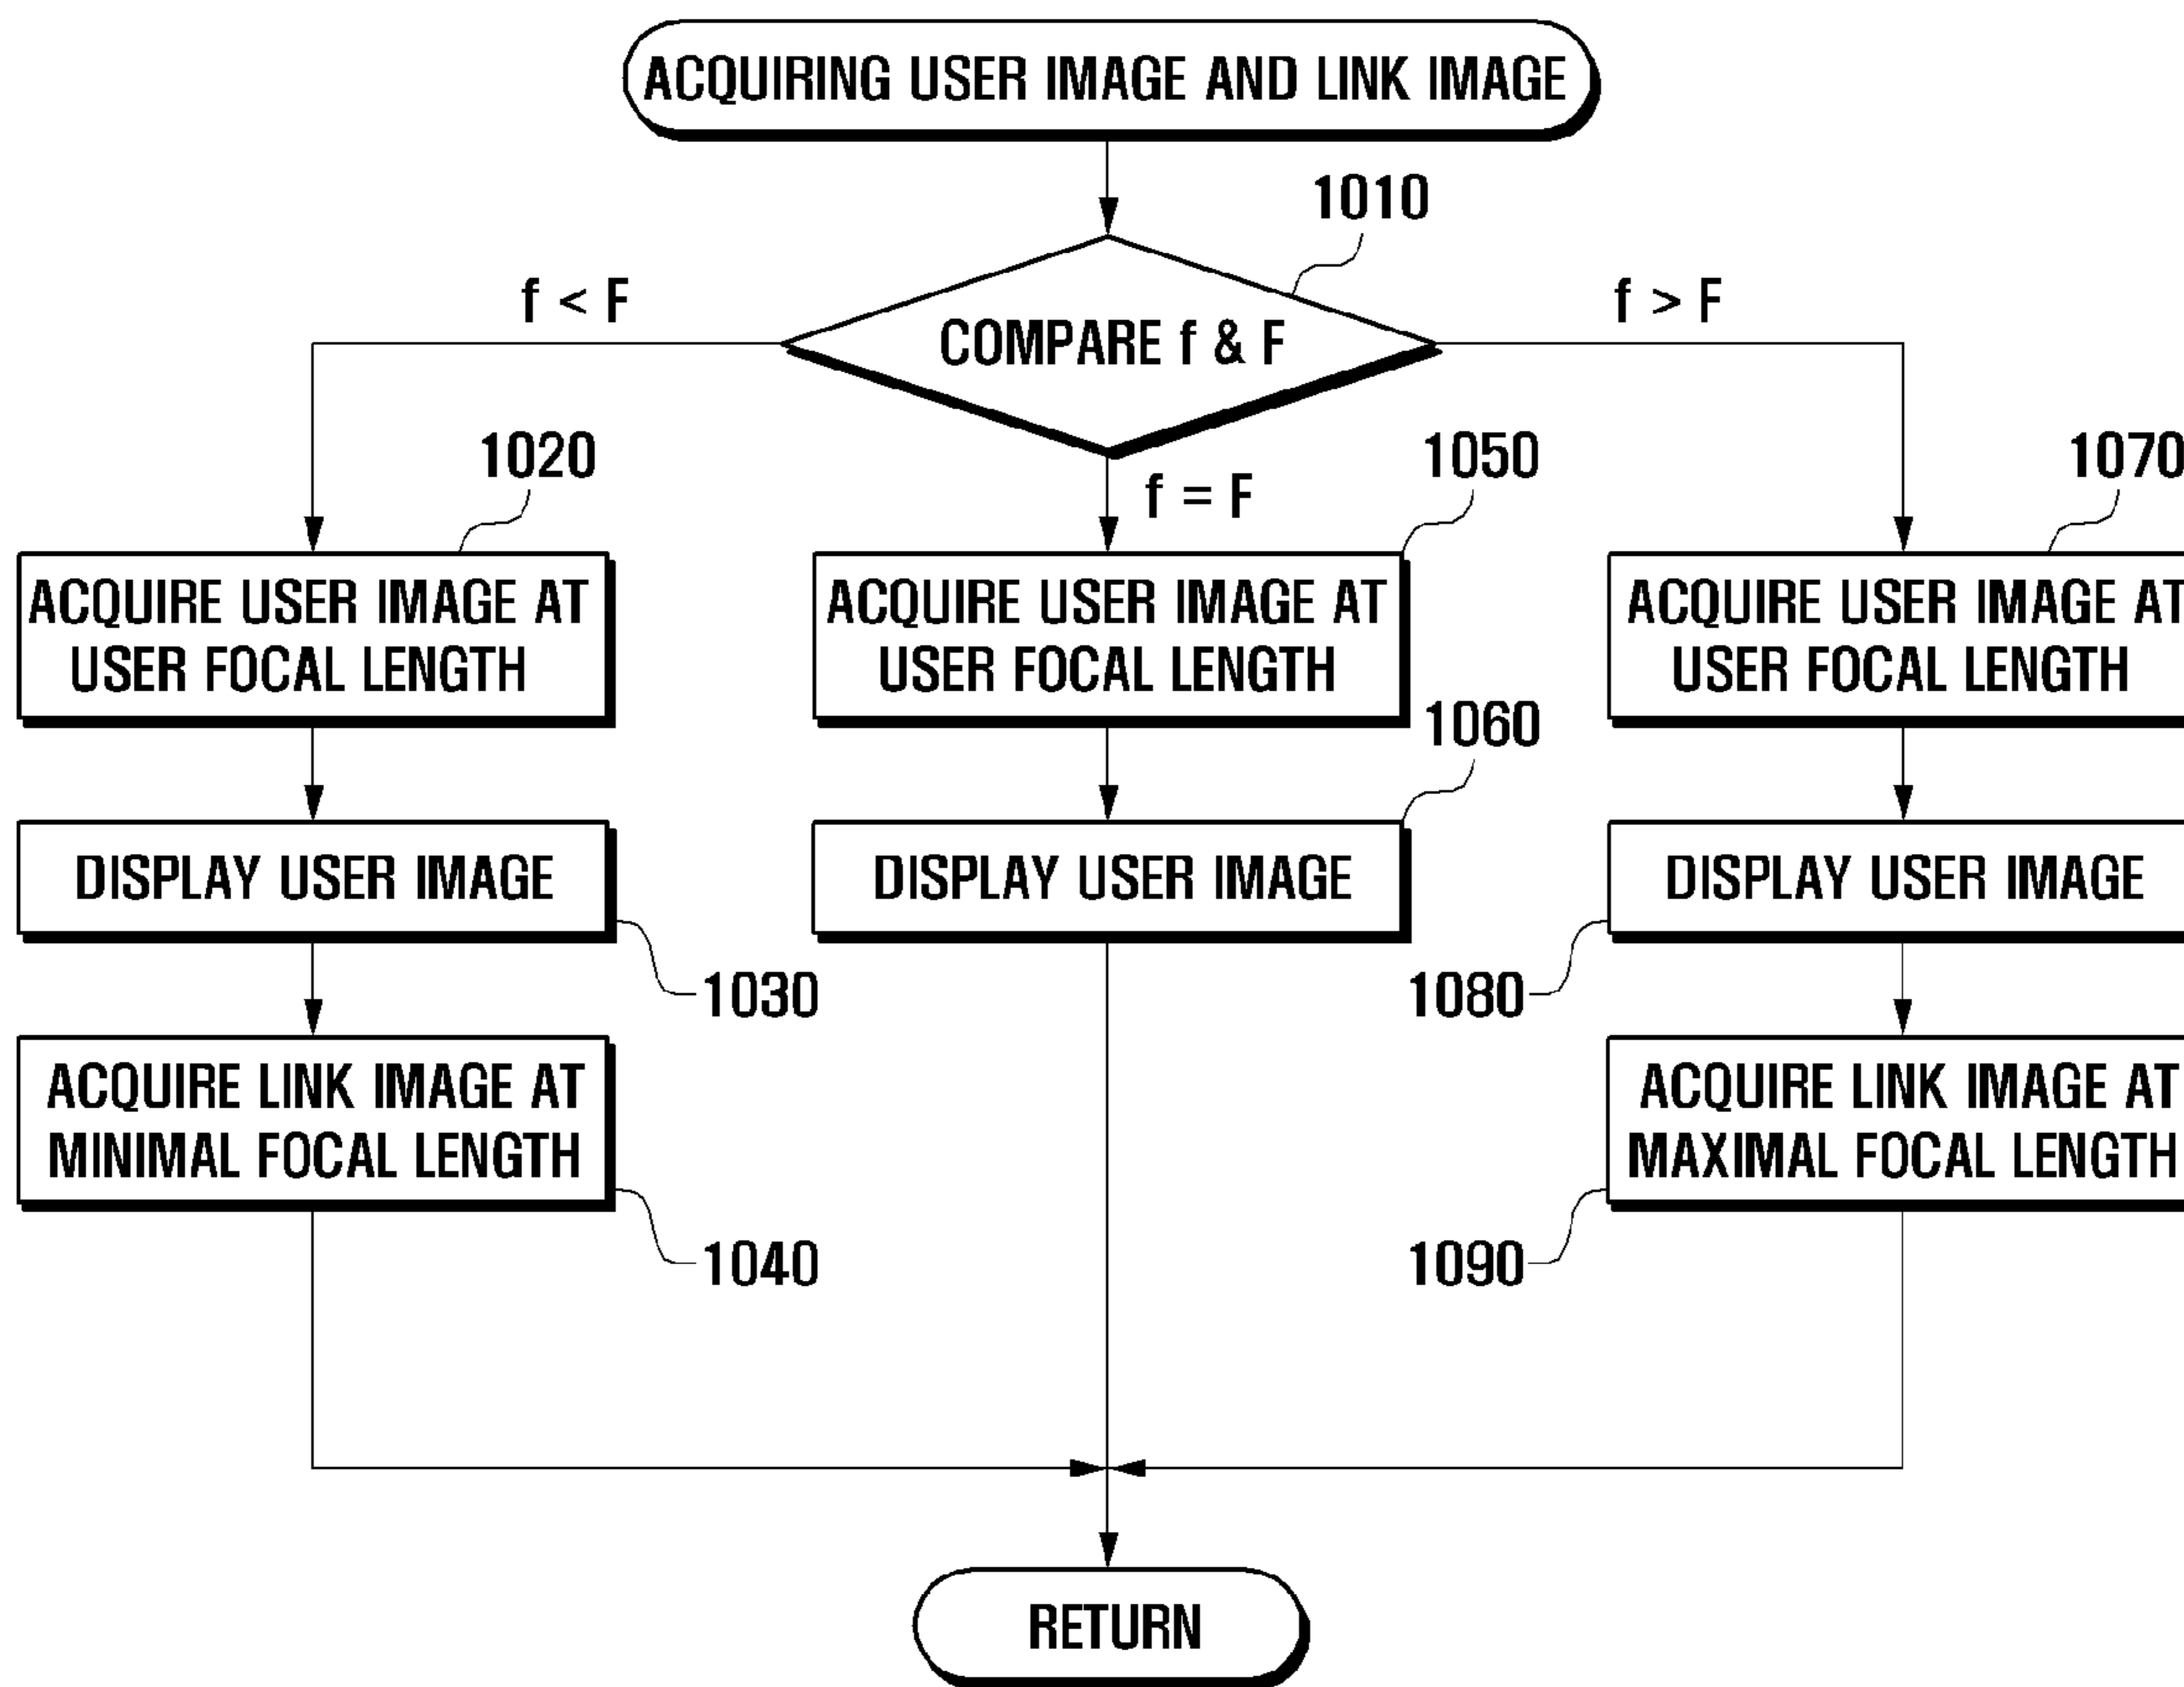 ACQUIRING USER IMAGE AND LINK IMAGE
1010
f < F
f > F
COMPARE f & F
1020
1050
1070
f = F
ACQUIRE USER IMAGE AT
USER FOCAL LENGTH
ACQUIRE USER IMAGE AT
USER FOCAL LENGTH
ACQUIRE USER IMAGE AT
USER FOCAL LENGTH
1060
DISPLAY USER IMAGE
DISPLAY USER IMAGE
DISPLAY USER IMAGE
1030
1080
ACQUIRE LINK IMAGE AT
MINIMAL FOCAL LENGTH
ACQUIRE LINK IMAGE AT
MAXIMAL FOCAL LENGTH
1040
1090
RETURN